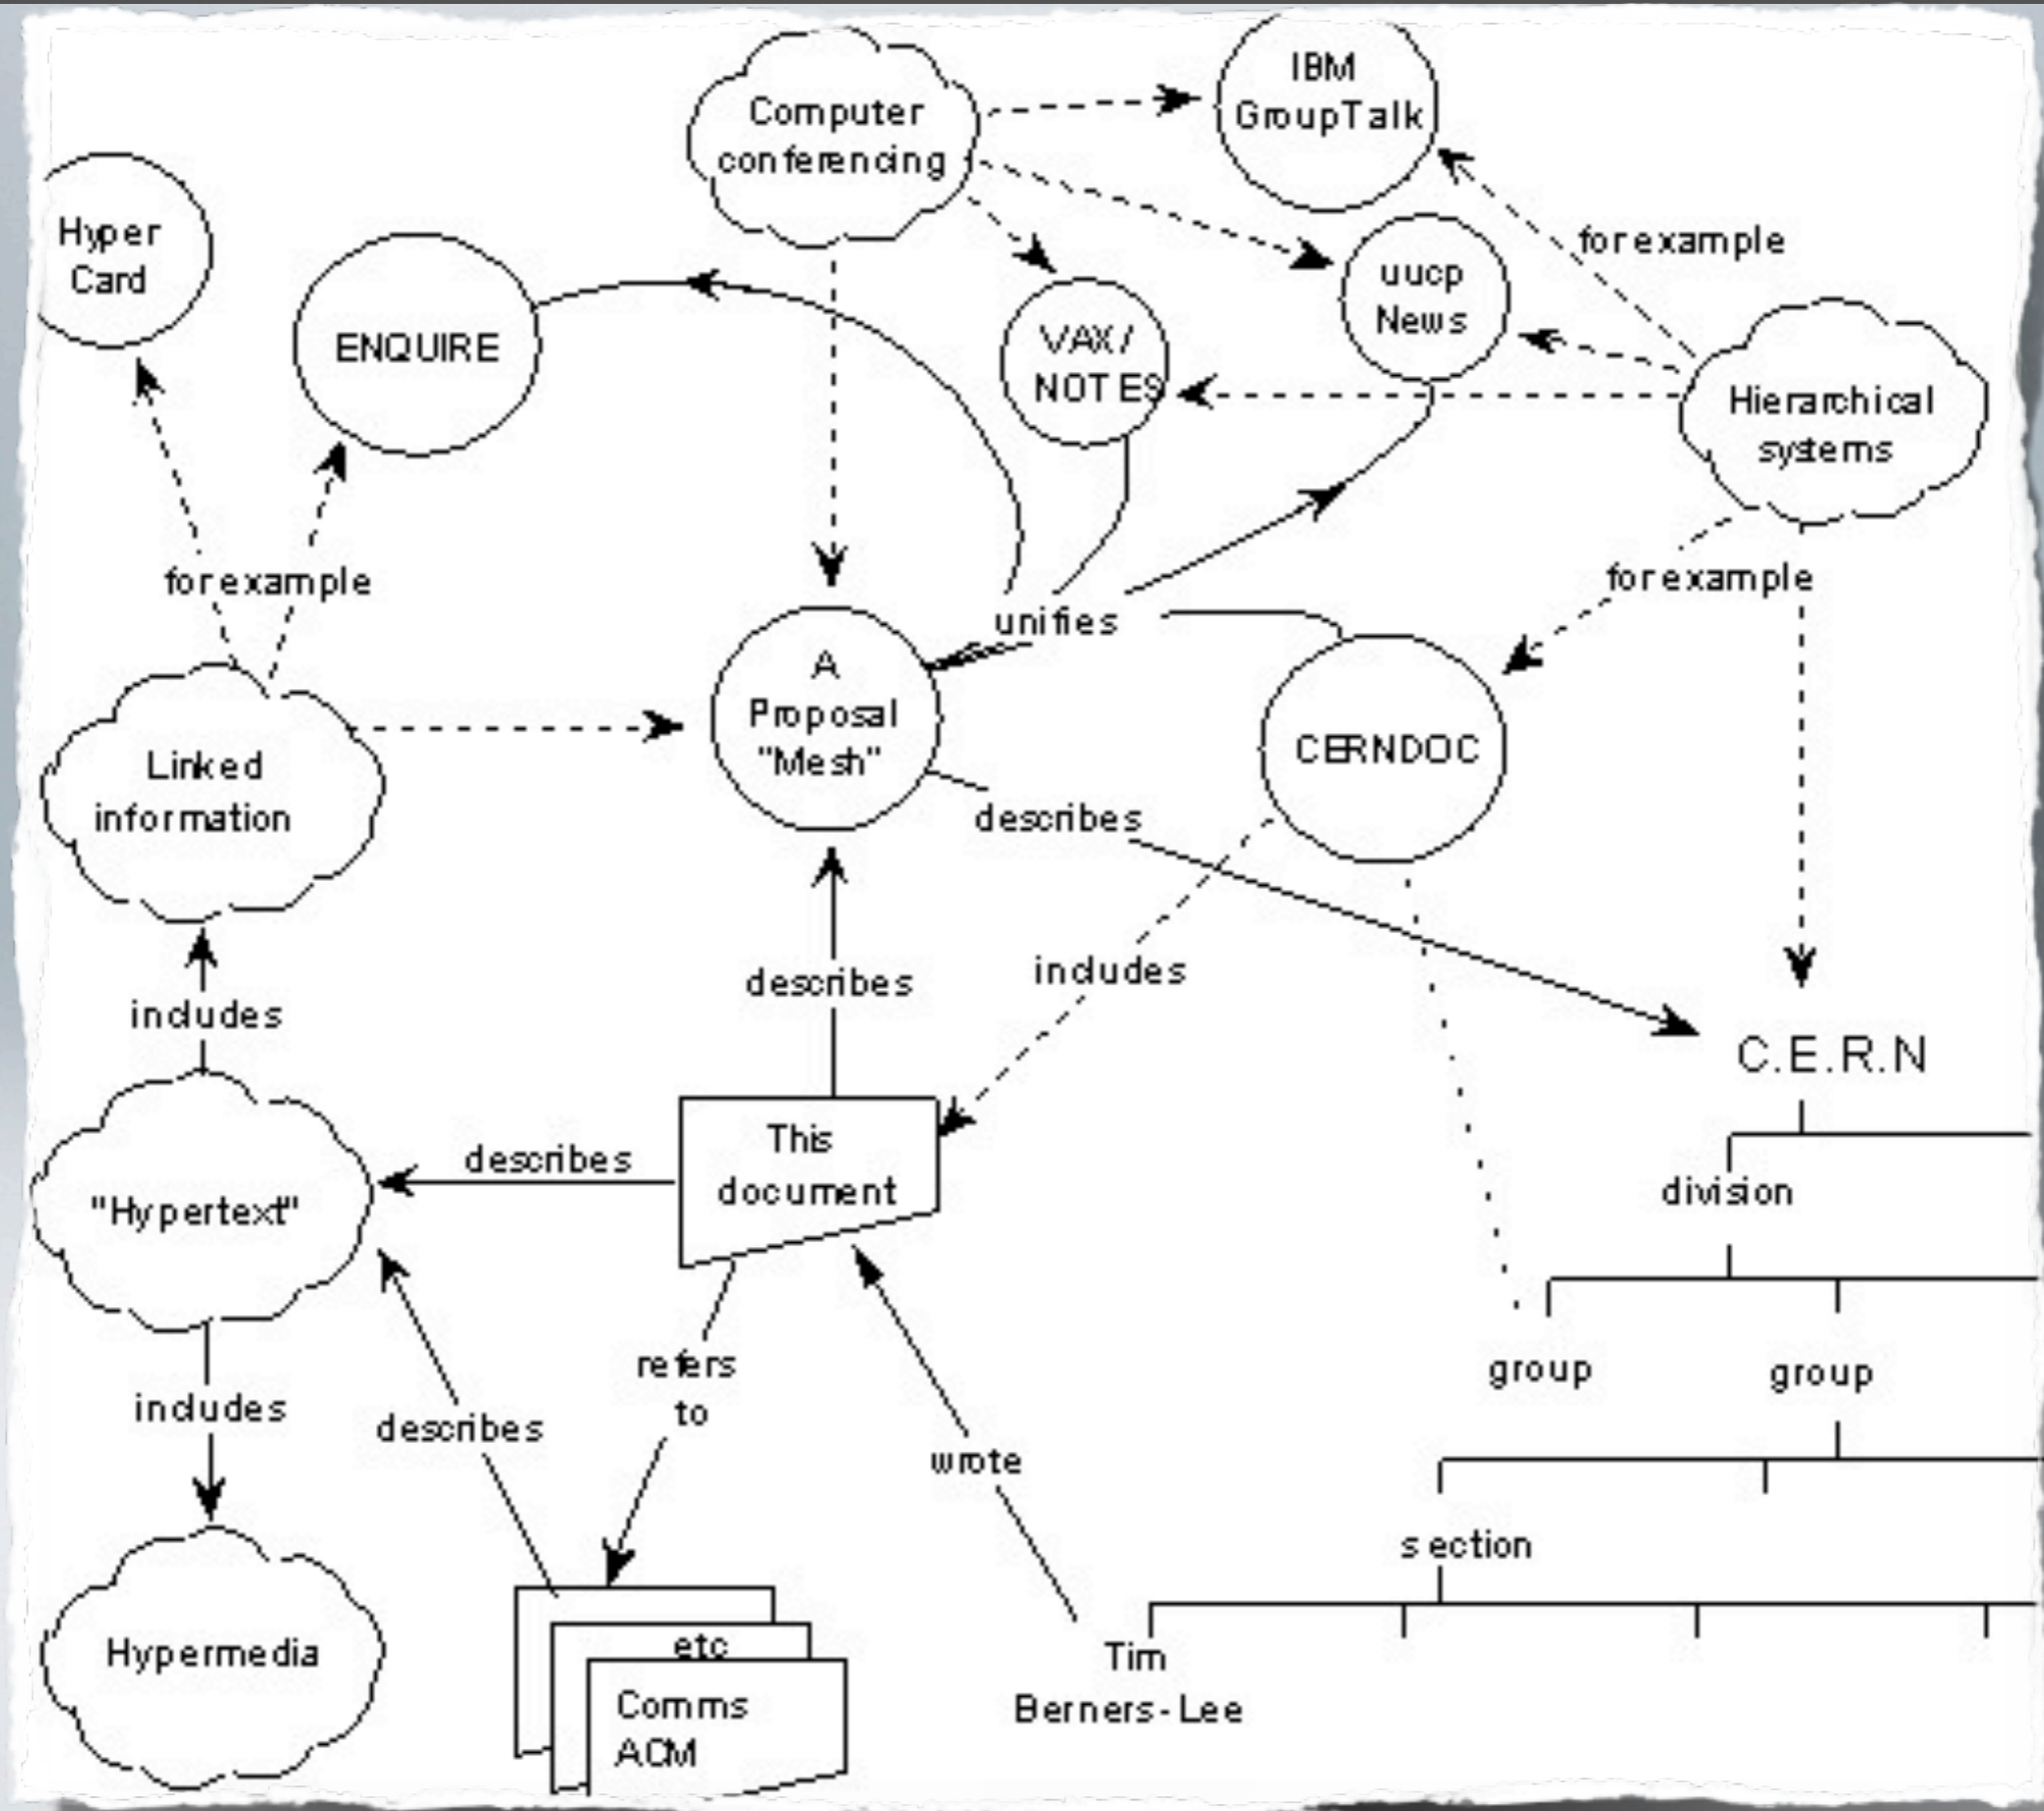 IBM
GroupTalk
Computer
conferencing
Hyper
Card
for example
uucp
News
ENQUIRE
VAX/
NOTES
Hierarchical
systems
for example
for example
unifies
A
Proposal
"Mesh"
Linked
information
CERNDOC
describes
includes
describes
includes
C.E.R.N
This
document
describes
division
"Hypertext"
refers
to
group
group
includes
describes
wrote
section
Hypermedia
etc
Comms
ACM
Tim
Berners-Lee